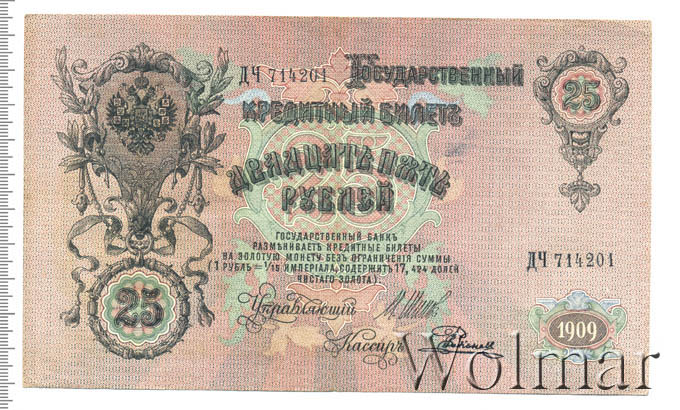 ДЧ 714201
25
Государственный
кредитный билетъ
двадцать пять
рублей
государственный банкъ
размѣниваетъ кредитные билеты
на золотую монету безъ ограниченія суммы
(1 рубль = 1/15 имперіала, содержитъ 17,424 долей
чистаго золота)
ДЧ 714201
25
Управляющій
Кассиръ
1909
Wolmar